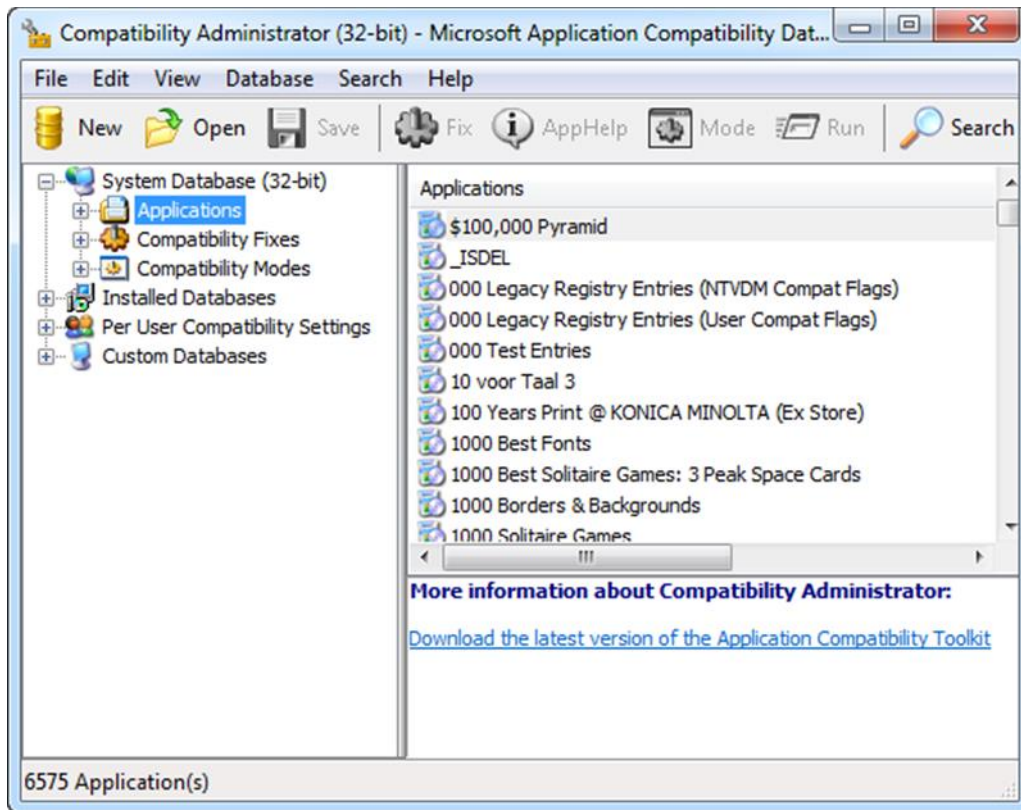 Compatibility Administrator (32-bit) - Microsoft Application Compatibility Dat...
File Edit View Database Search Help
New Open Save Fix AppHelp Mode Run Search
System Database (32-bit)
Applications
Compatibility Fixes
Compatibility Modes
Installed Databases
Per User Compatibility Settings
Custom Databases
Applications
$100,000 Pyramid
_ISDEL
000 Legacy Registry Entries (NTVDM Compat Flags)
000 Legacy Registry Entries (User Compat Flags)
000 Test Entries
10 voor Taal 3
100 Years Print @ KONICA MINOLTA (Ex Store)
1000 Best Fonts
1000 Best Solitaire Games: 3 Peak Space Cards
1000 Borders & Backgrounds
1000 Solitaire Games
More information about Compatibility Administrator:
Download the latest version of the Application Compatibility Toolkit
6575 Application(s)